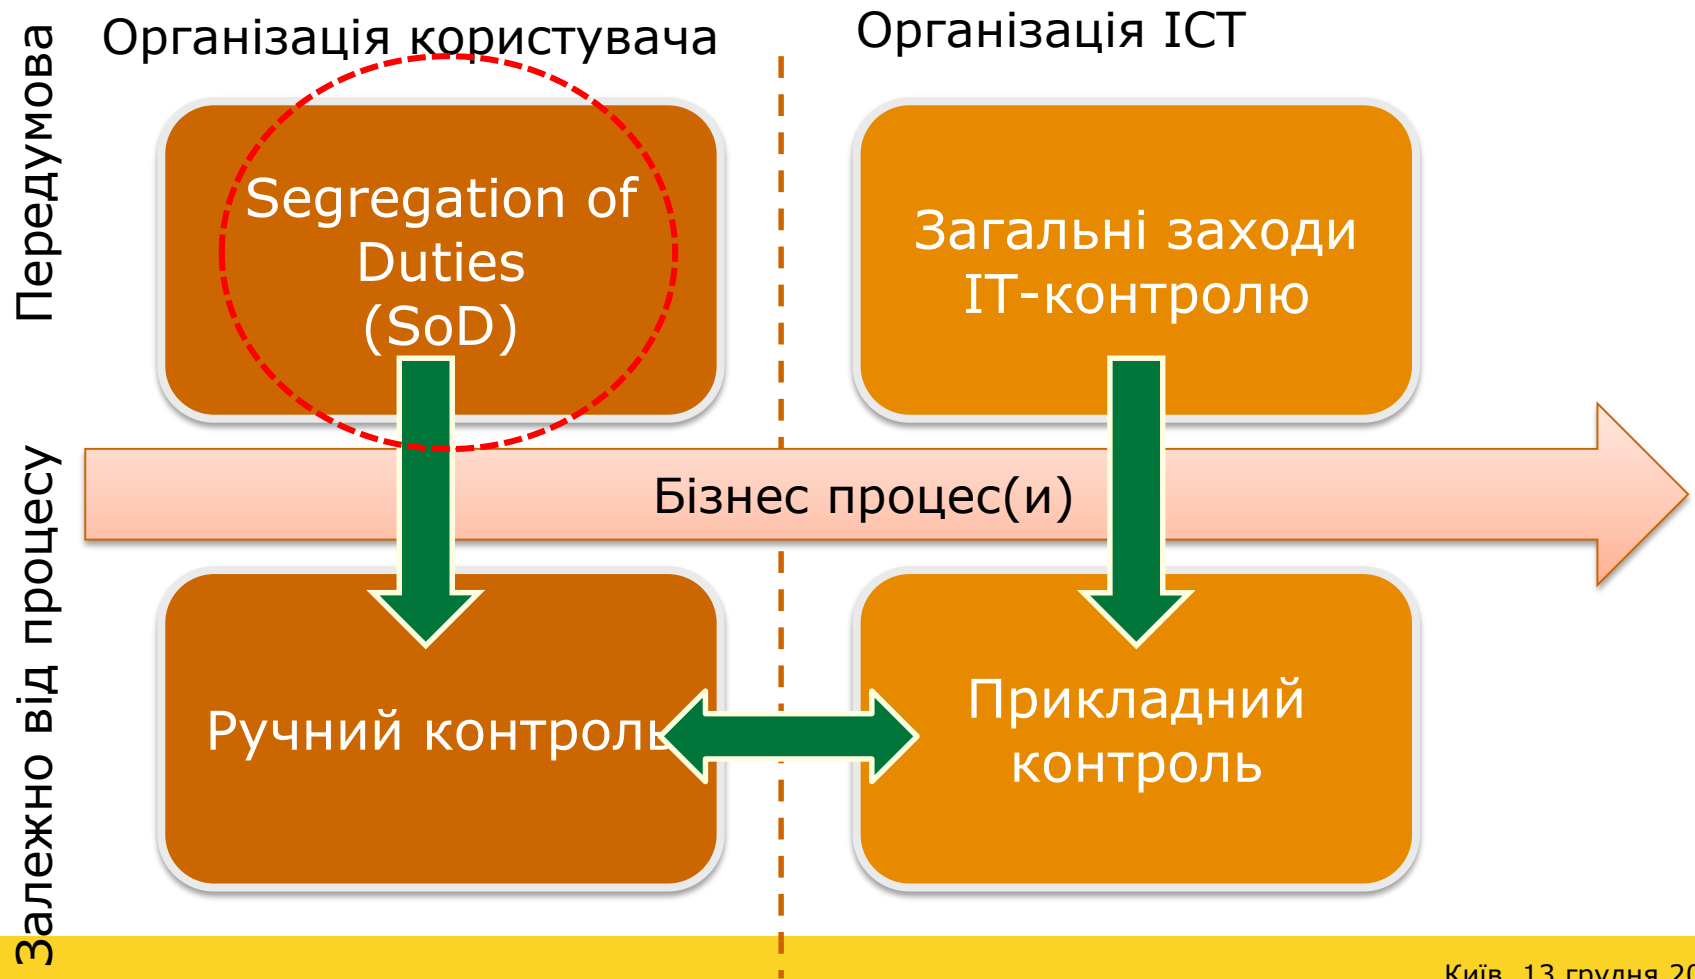 Організація користувача
Організація ICT
Передумова
Segregation of
Duties
(SoD)
Загальні заходи
ІТ-контролю
Бізнес процес(и)
Залежно від процесу
Ручний контроль
Прикладний
контроль
Київ, 13 грудня